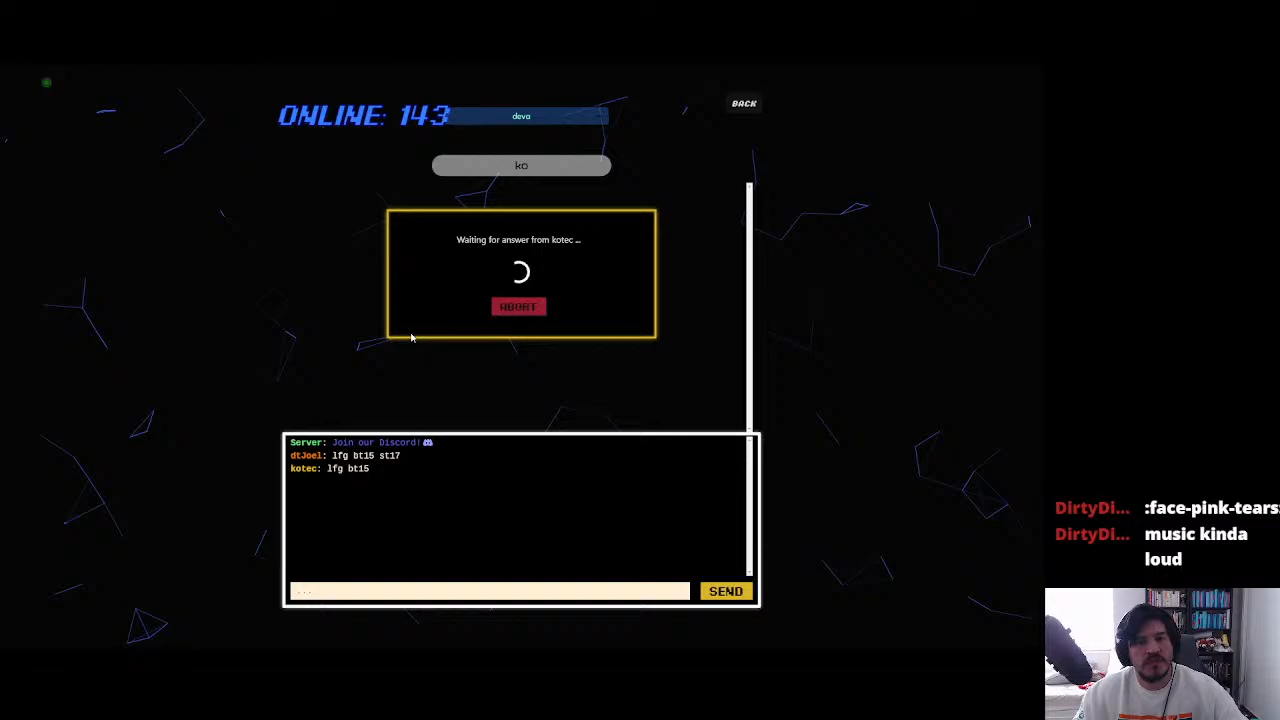 BACK
ONLINE: 143
deva
ko
Waiting for answer from kotec ...
ABORT
Server: Join our Discord!
dtJoel: lfg bt15 st17
kotec: lfg bt15
...
SEND
DirtyDi... :face-pink-tears:
DirtyDi... music kinda
loud